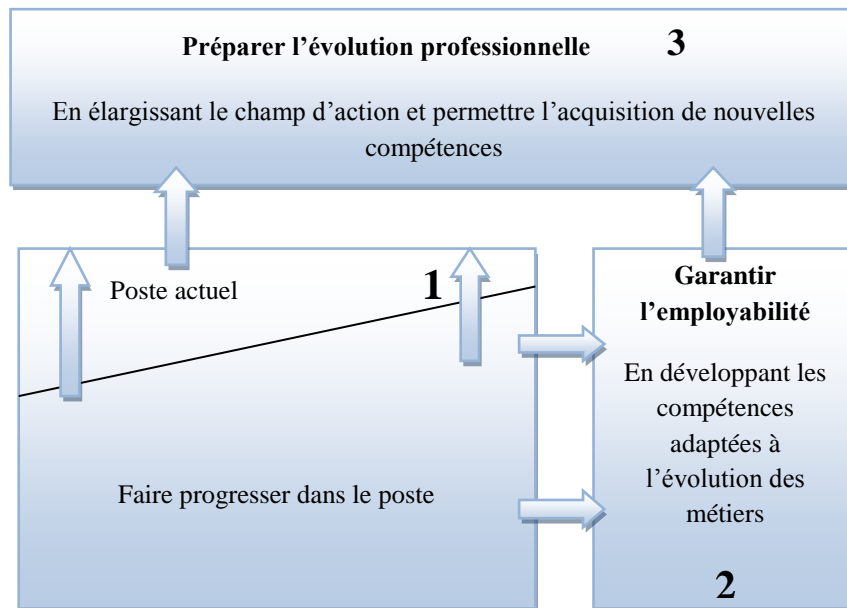 Préparer l’évolution professionnelle 3
En élargissant le champ d’action et permettre l’acquisition de nouvelles
compétences
Poste actuel
1
Faire progresser dans le poste
Garantir
l’employabilité
En développant les
compétences
adaptées à
l’évolution des
métiers
2